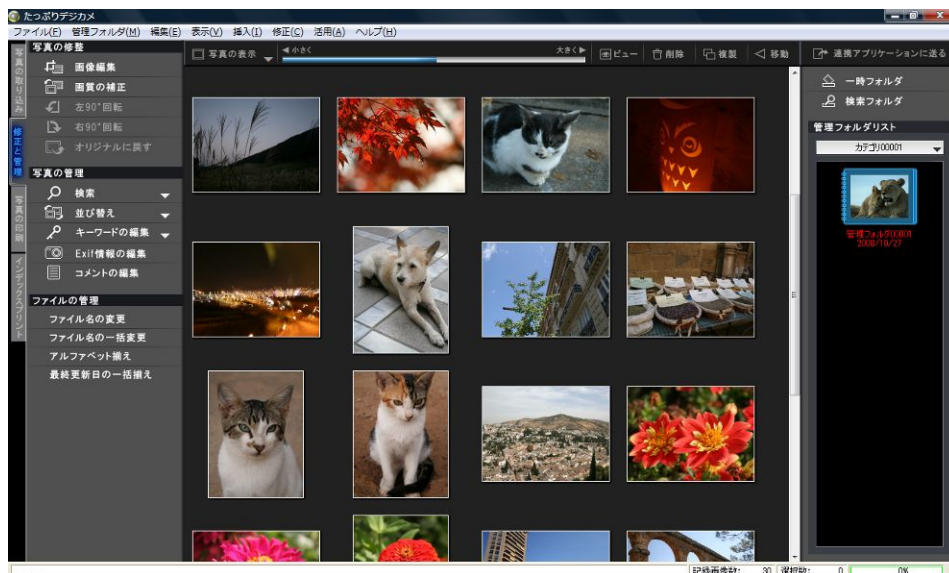 たっぷりデジカメ
ファイル(F) 管理フォルダ(M) 編集(E) 表示(V) 挿入(I) 修正(C) 活用(A) ヘルプ(H)
写真の取り込み
修正と管理
写真の印刷
インデックスプリント
写真の修整
画像編集
画質の補正
左90°回転
右90°回転
オリジナルに戻す
写真の管理
検索
並び替え
キーワードの編集
Exif情報の編集
コメントの編集
ファイルの管理
ファイル名の変更
ファイル名の一括変更
アルファベット揃え
最終更新日の一括揃え
写真の表示 小さく 大きく ビュー 削除 複製 移動 連携アプリケーションに送る
一時フォルダ
検索フォルダ
管理フォルダリスト
カテゴリ00001
管理フォルダ00001
2008/10/27
記録画像数: 30 選択数: 0 0%